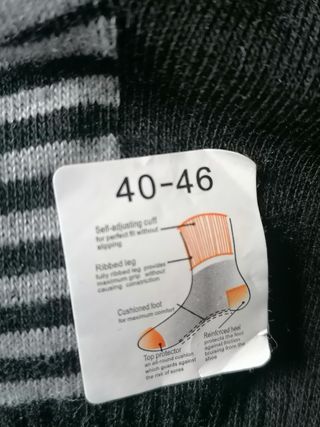 40-46
Self-adjusting cuff
for perfect fit without
slipping
Ribbed leg
fully ribbed leg provides
maximum grip without
causing constriction
Cushioned foot
for maximum comfort
Top protector
an all-round cushion
which guards against
the risk of sores
Reinforced heel
protects the foot
against friction
bruising from the
shoe